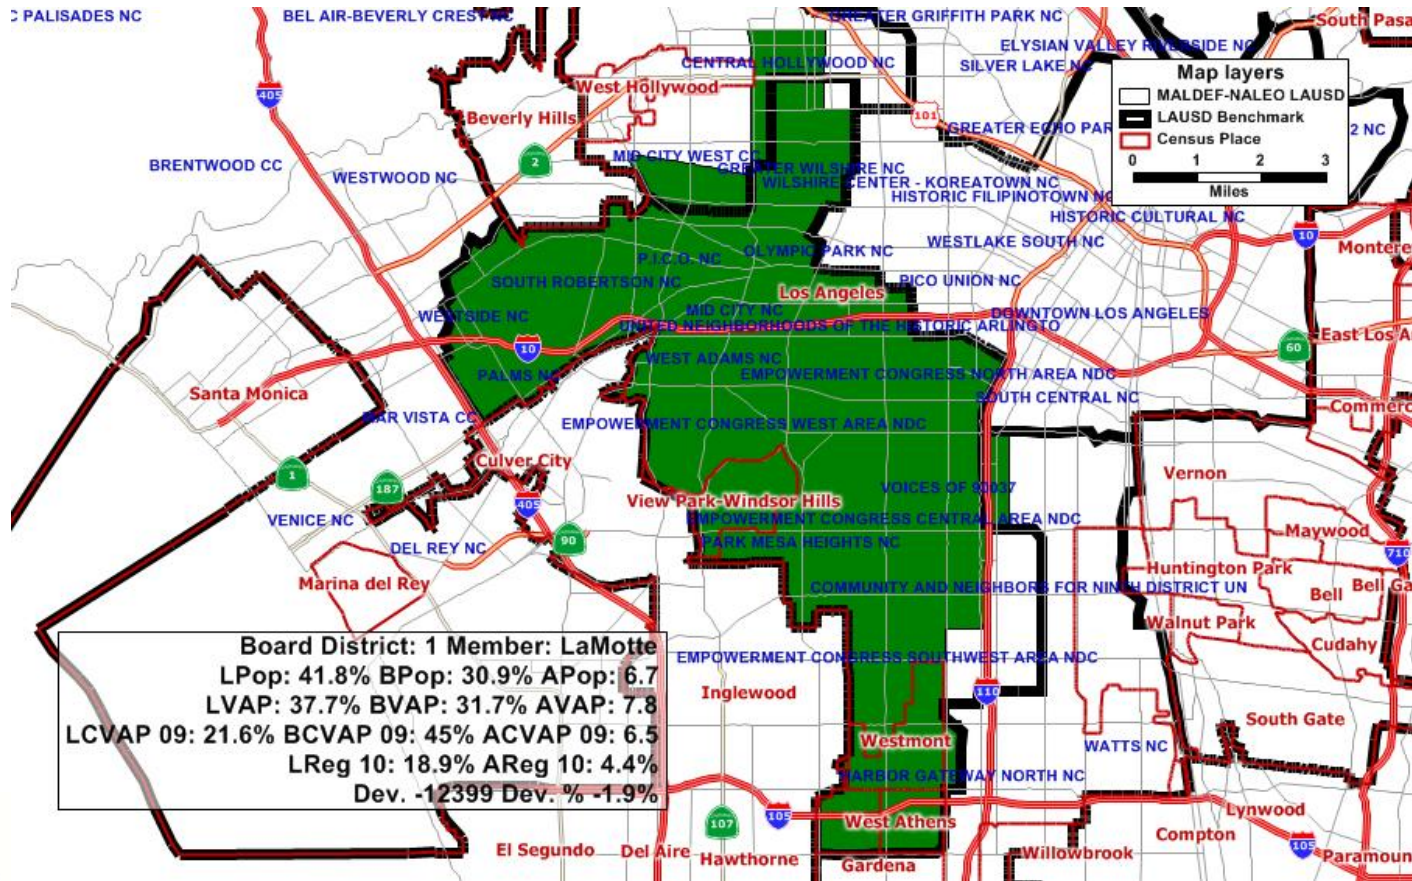 C PALISADES NC
BEL AIR-BEVERLY CREST NC
GREATER GRIFFITH PARK NC
South Pasa
ELYSIAN VALLEY RIVERSIDE NC
CENTRAL HOLLYWOOD NC
SILVER LAKE NC
Map layers
MALDEF-NALEO LAUSD
LAUSD Benchmark
Census Place
0 1 2 3
Miles
405
West Hollywood
Beverly Hills
101
GREATER ECHO PAR
2 NC
2
BRENTWOOD CC
WESTWOOD NC
MID CITY WEST CC
GREATER WILSHIRE NC
WILSHIRE CENTER - KOREATOWN NC
HISTORIC FILIPINOTOWN NC
HISTORIC CULTURAL NC
10
Montere
WESTLAKE SOUTH NC
OLYMPIC PARK NC
P.I.C.O. NC
SOUTH ROBERTSON NC
PICO UNION NC
Los Angeles
WESTSIDE NC
MID CITY NC
DOWNTOWN LOS ANGELES
UNITED NEIGHBORHOODS OF THE HISTORIC ARLINGTO
East Los A
60
10
WEST ADAMS NC
PALMS NC
EMPOWERMENT CONGRESS NORTH AREA NDC
Santa Monica
SOUTH CENTRAL NC
Commerc
MAR VISTA CC
EMPOWERMENT CONGRESS WEST AREA NDC
Culver City
Vernon
1
187
405
View Park-Windsor Hills
VOICES OF 90037
VENICE NC
EMPOWERMENT CONGRESS CENTRAL AREA NDC
Maywood
90
PARK MESA HEIGHTS NC
DEL REY NC
710
Marina del Rey
Huntington Park
COMMUNITY AND NEIGHBORS FOR NINTH DISTRICT UN
Bell
Bell Ga
Walnut Park
Cudahy
Board District: 1 Member: LaMotte
LPop: 41.8% BPop: 30.9% APop: 6.7
LVAP: 37.7% BVAP: 31.7% AVAP: 7.8
LCVAP 09: 21.6% BCVAP 09: 45% ACVAP 09: 6.5
LReg 10: 18.9% AReg 10: 4.4%
Dev. -12399 Dev. % -1.9%
EMPOWERMENT CONGRESS SOUTHWEST AREA NDC
Inglewood
110
South Gate
Westmont
WATTS NC
HARBOR GATEWAY NORTH NC
107
105
West Athens
Lynwood
Compton
105
El Segundo
Del Aire
Hawthorne
Gardena
Willowbrook
Paramoun